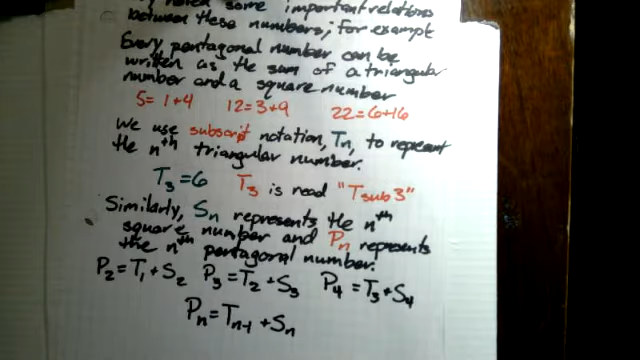 noted some important relations
between these numbers; for exampt
Every pentagonal number can be
written as the sum of a triangular
number and a square number
5=1+4 12=3+9 22=6+16
We use subscript notation, Tn, to represent
the nth triangular number.
T3=6 T3 is read "T sub 3"
Similarly, Sn represents the nth
square number and Pn represents
the nth pentagonal number.
P2=T1+S2 P3=T2+S3 P4=T3+S4
Pn=Tn-1+Sn